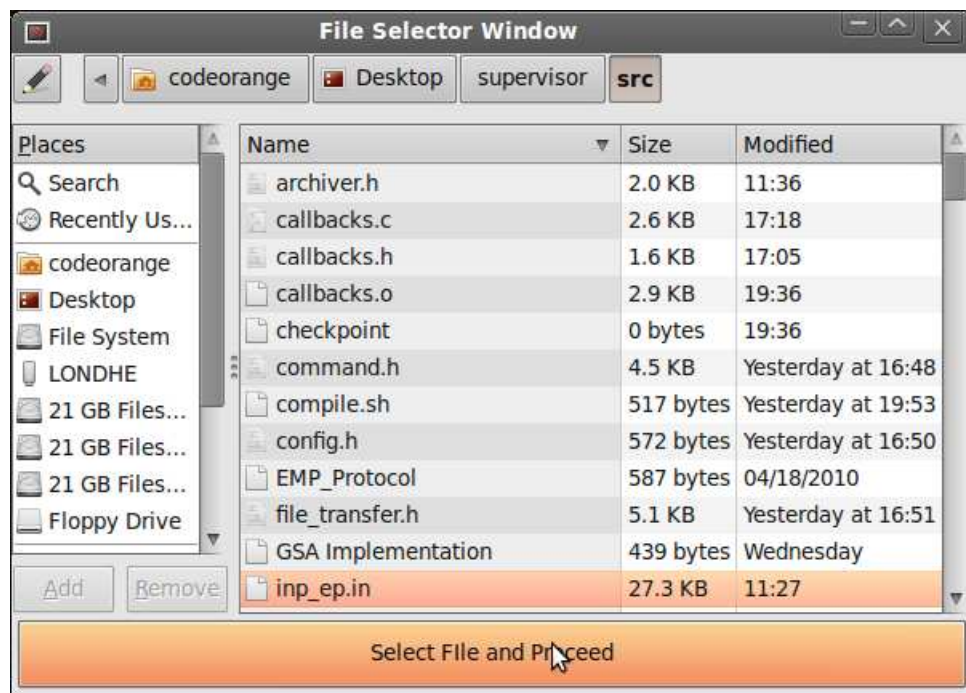 File Selector Window
codeorange Desktop supervisor src
Places Name Size Modified
Search archiver.h 2.0 KB 11:36
Recently Us... callbacks.c 2.6 KB 17:18
codeorange callbacks.h 1.6 KB 17:05
Desktop callbacks.o 2.9 KB 19:36
File System checkpoint 0 bytes 19:36
LONDHE command.h 4.5 KB Yesterday at 16:48
21 GB Files... compile.sh 517 bytes Yesterday at 19:53
21 GB Files... config.h 572 bytes Yesterday at 16:50
21 GB Files... EMP_Protocol 587 bytes 04/18/2010
Floppy Drive file_transfer.h 5.1 KB Yesterday at 16:51
GSA Implementation 439 bytes Wednesday
Add Remove inp_ep.in 27.3 KB 11:27
Select FIle and Proceed